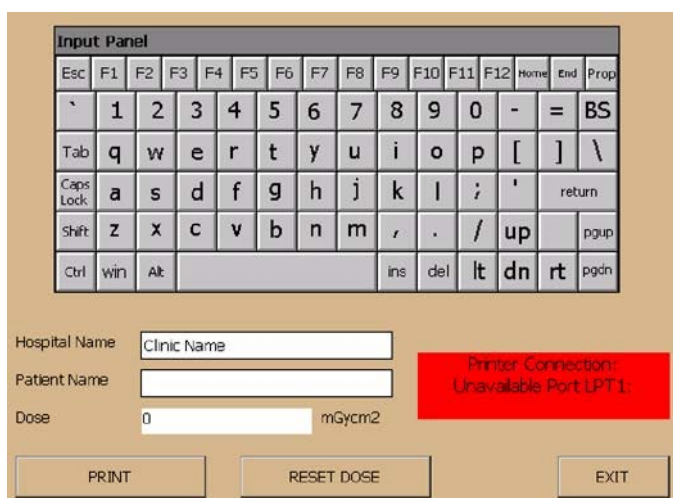 Input Panel
Esc F1 F2 F3 F4 F5 F6 F7 F8 F9 F10 F11 F12 Home End Prop
` 1 2 3 4 5 6 7 8 9 0 - = BS
Tab q w e r t y u i o p [ ] \
Caps Lock a s d f g h j k l ; ' return
Shift z x c v b n m , . / up pgup
Ctrl win Alt ins del lt dn rt pgdn
Hospital Name Clinic Name
Printer Connection:
Unavailable Port LPT1:
Patient Name
Dose 0 mGycm2
PRINT RESET DOSE EXIT